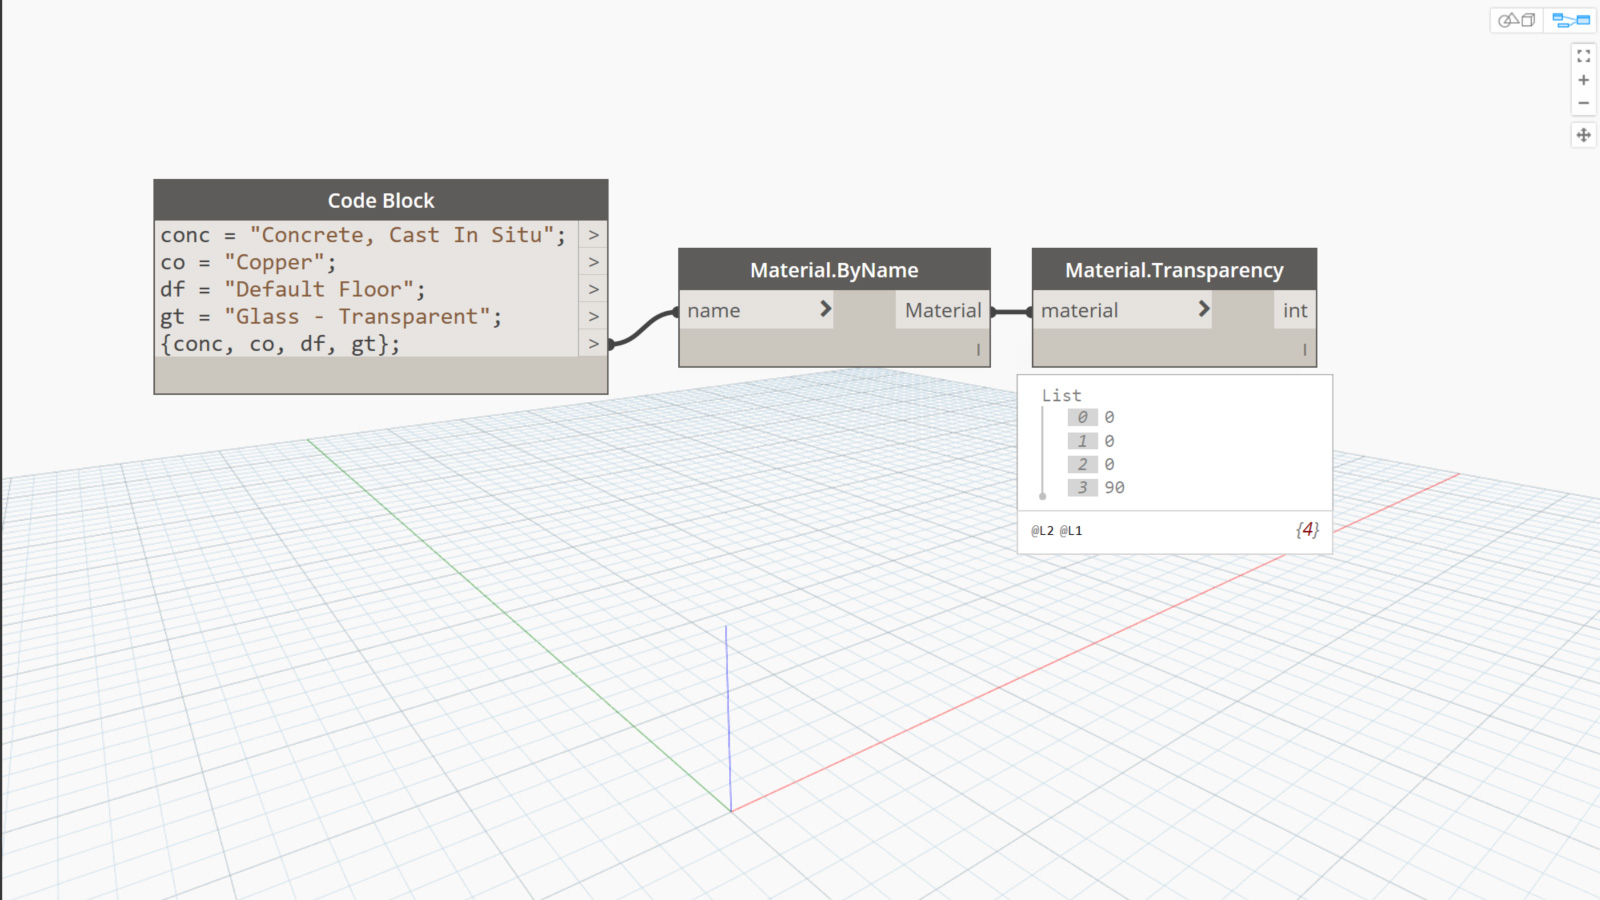 Code Block
conc = "Concrete, Cast In Situ"; >
co = "Copper"; >
df = "Default Floor"; >
gt = "Glass - Transparent"; >
{conc, co, df, gt}; >
Material.ByName
name > Material
l
Material.Transparency
material > int
l
List
0 0
1 0
2 0
3 90
@L2 @L1 {4}